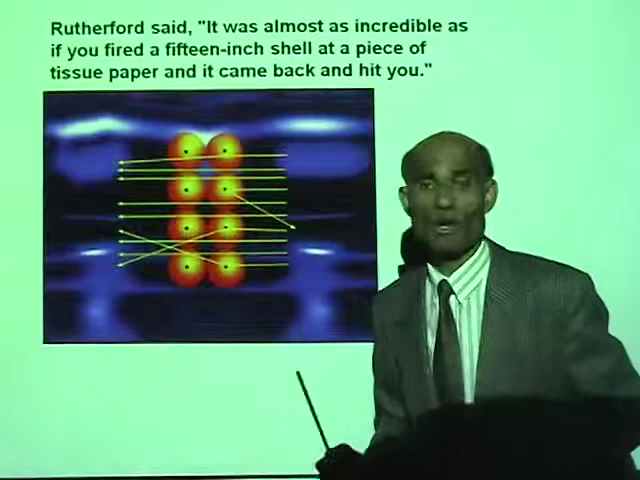 Rutherford said, "It was almost as incredible as
if you fired a fifteen-inch shell at a piece of
tissue paper and it came back and hit you."